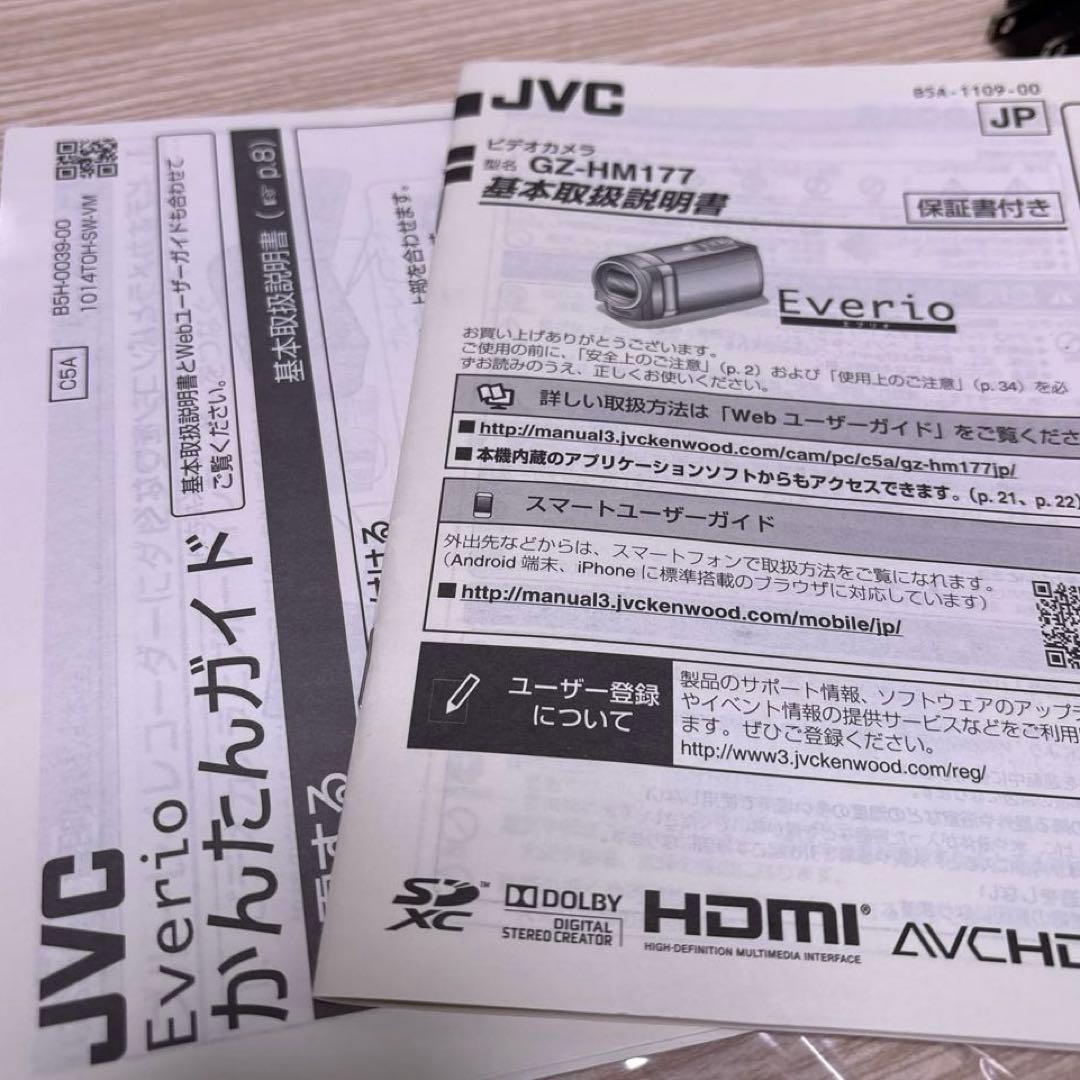 JVC
B5A-1109-00
JP
ビデオカメラ
型名 GZ-HM177
基本取扱説明書
保証書付き
Everio
エブリオ
お買い上げありがとうございます。
ご使用の前に、「安全上のご注意」(p. 2) および「使用上のご注意」(p. 34) を必
ずお読みのうえ、正しくお使いください。
詳しい取扱方法は「Web ユーザーガイド」をご覧くださ
■ http://manual3.jvckenwood.com/cam/pc/c5a/gz-hm177jp/
■ 本機内蔵のアプリケーションソフトからもアクセスできます。(p. 21、p. 22)
スマートユーザーガイド
外出先などからは、スマートフォンで取扱方法をご覧になれます。
(Android 端末、iPhone に標準搭載のブラウザに対応しています)
■ http://manual3.jvckenwood.com/mobile/jp/
ユーザー登録
について
製品のサポート情報、ソフトウェアのアップデ
やイベント情報の提供サービスなどをご利用
ます。ぜひご登録ください。
http://www3.jvckenwood.com/reg/
SD XC™
DOLBY
DIGITAL
STEREO CREATOR
HDMI®
HIGH-DEFINITION MULTIMEDIA INTERFACE
AVCHD
JVC
Everio
かんたんガイド
C5A
B5H-0039-00
1014TOH-SW-VM
基本取扱説明書とWebユーザーガイドも合わせて
ご覧ください。
基本取扱説明書 (☞ p.8)
する
ける
を合わせます。